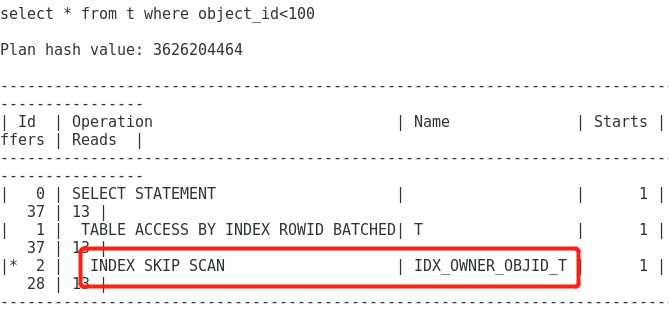 select * from t where object_id<100
Plan hash value: 3626204464
--------------------------------------------------------------------------
----------------
| Id  | Operation                           | Name              | Starts |
ffers | Reads  |
--------------------------------------------------------------------------
----------------
|   0 | SELECT STATEMENT                    |                   |      1 |
   37 | 13 |
|   1 |  TABLE ACCESS BY INDEX ROWID BATCHED| T                 |      1 |
   37 | 13 |
|*  2 |   INDEX SKIP SCAN                   | IDX_OWNER_OBJID_T |      1 |
   28 | 13 |
--------------------------------------------------------------------------